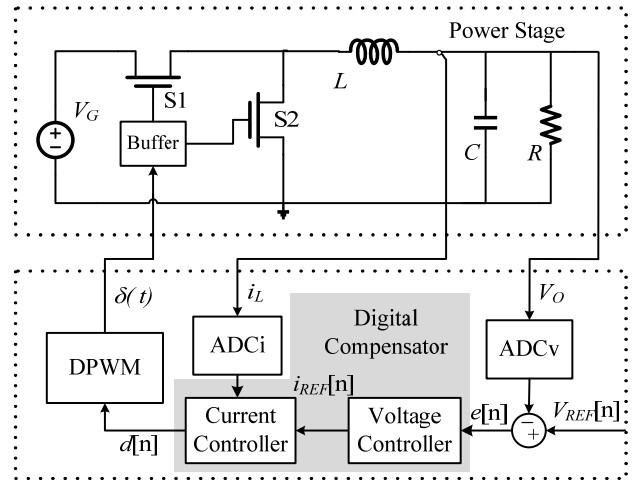 Power Stage
L
S1
V_G
S2
Buffer
C
R
δ(t)
i_L
V_O
Digital
Compensator
ADCi
ADCv
DPWM
i_REF[n]
Current
Controller
Voltage
Controller
e[n]
V_REF[n]
d[n]